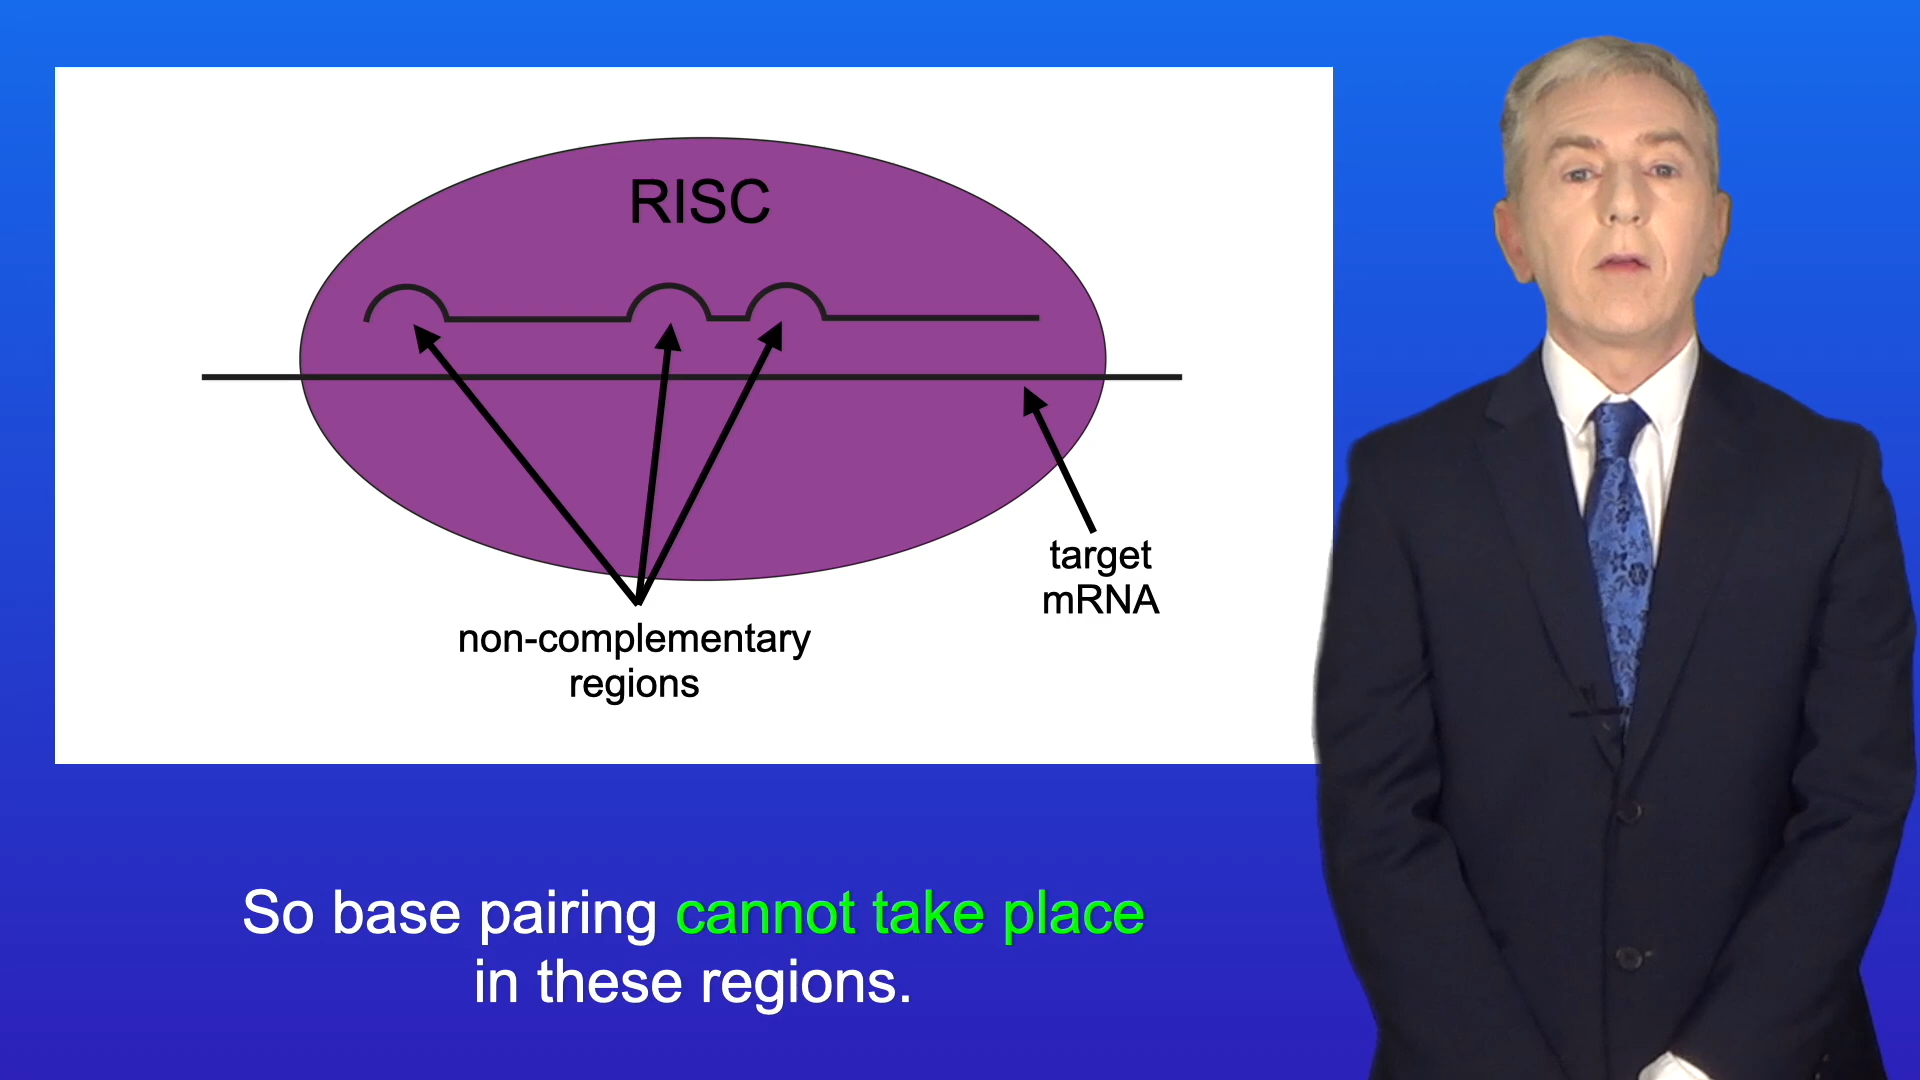 RISC
target
mRNA
non-complementary
regions
So base pairing cannot take place
in these regions.